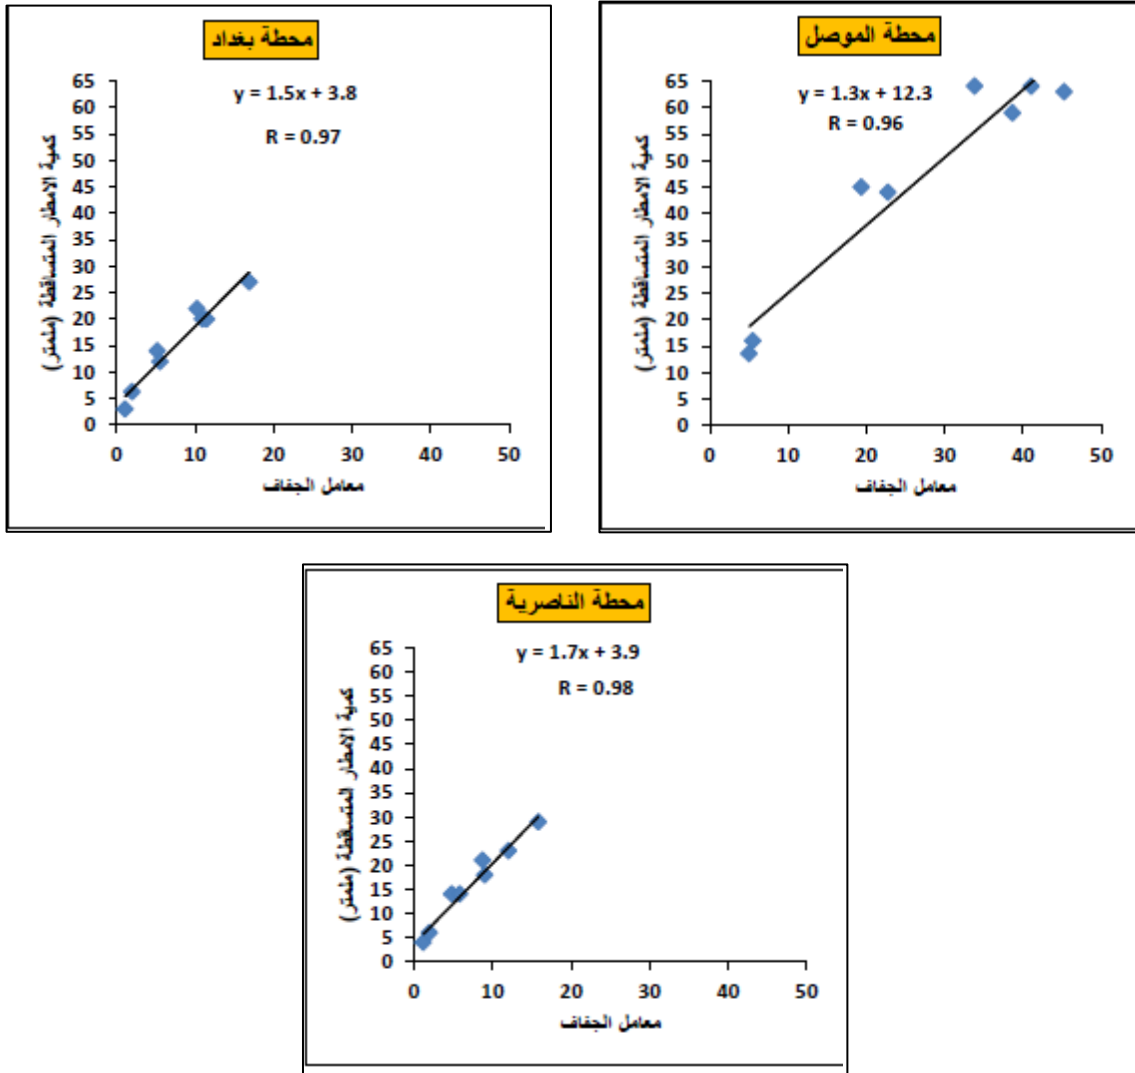 محطة بغداد
y = 1.5x + 3.8
R = 0.97
كمية الامطار المتساقطة (ملمتر)
65
60
55
50
45
40
35
30
25
20
15
10
5
0
0 10 20 30 40 50
معامل الجفاف
محطة الموصل
y = 1.3x + 12.3
R = 0.96
كمية الامطار المتساقطة (ملمتر)
65
60
55
50
45
40
35
30
25
20
15
10
5
0
0 10 20 30 40 50
معامل الجفاف
محطة الناصرية
y = 1.7x + 3.9
R = 0.98
كمية الامطار المتساقطة (ملمتر)
65
60
55
50
45
40
35
30
25
20
15
10
5
0
0 10 20 30 40 50
معامل الجفاف